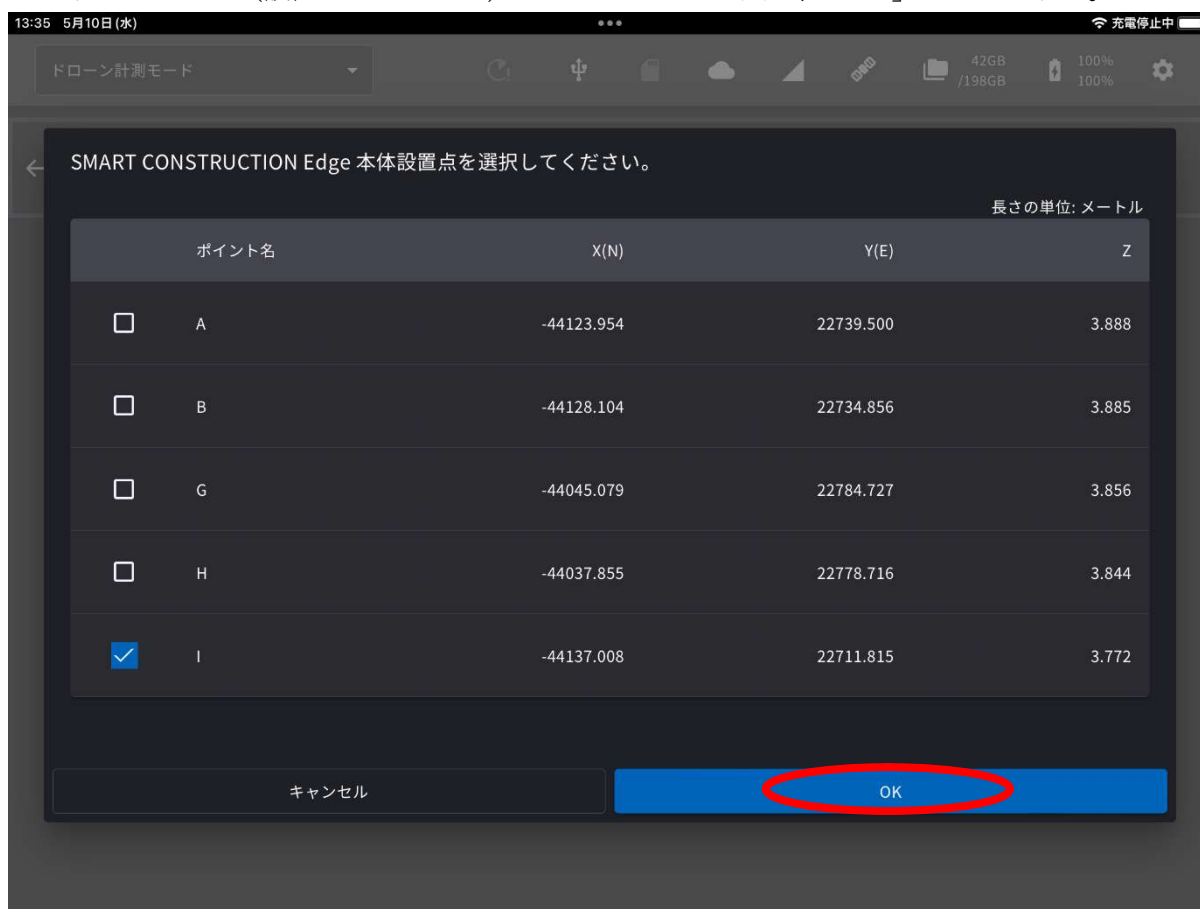 13:35 5月10日(水) 充電停止中
ドローン計測モード 42GB /198GB 100% 100%
SMART CONSTRUCTION Edge 本体設置点を選択してください。
長さの単位: メートル
ポイント名 X(N) Y(E) Z
A -44123.954 22739.500 3.888
B -44128.104 22734.856 3.885
G -44045.079 22784.727 3.856
H -44037.855 22778.716 3.844
I -44137.008 22711.815 3.772
キャンセル OK